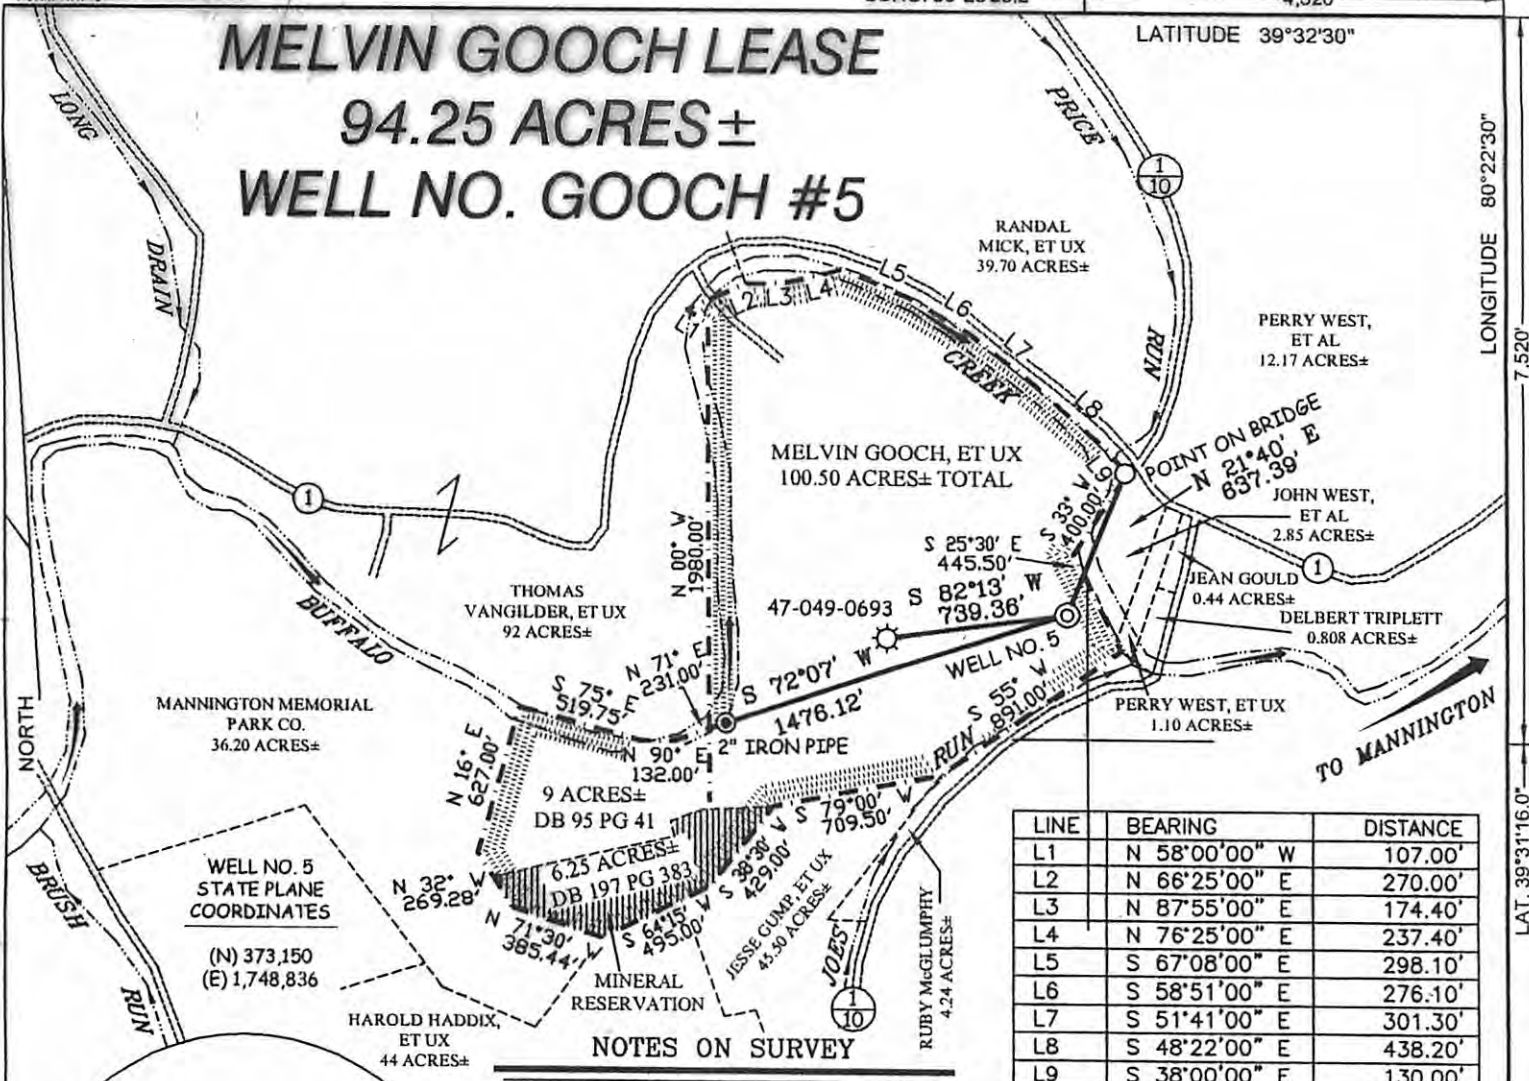 LATITUDE 39°32'30"
MELVIN GOOCH LEASE
94.25 ACRES±
WELL NO. GOOCH #5
LONGITUDE 80°22'30"
7,520'
LAT. 39°31'16.0"
LONG
DRAIN
PRICE
RUN
1
10
RANDAL
MICK, ET UX
39.70 ACRES±
PERRY WEST,
ET AL
12.17 ACRES±
L1
2
L3
L4
L5
L6
L7
L8
L9
CREEK
POINT ON BRIDGE
N 21°40' E
637.39'
MELVIN GOOCH, ET UX
100.50 ACRES± TOTAL
JOHN WEST,
ET AL
2.85 ACRES±
S 33° W
400.00'
S 25°30' E
445.50'
1
1
JEAN GOULD
0.44 ACRES±
DELBERT TRIPLETT
0.808 ACRES±
N 00° W
1980.00'
THOMAS
VANGILDER, ET UX
92 ACRES±
BUFFALO
47-049-0693
S 82°13' W
739.36'
WELL NO. 5
S 72°07' W
1476.12'
N 71° E
231.00'
S 75° E
519.75'
N 90° E
132.00'
2" IRON PIPE
S 55° W
891.00'
RUN
PERRY WEST, ET UX
1.10 ACRES±
TO MANNINGTON
NORTH
MANNINGTON MEMORIAL
PARK CO.
36.20 ACRES±
N 16° E
627.00'
9 ACRES±
DB 95 PG 41
6.25 ACRES±
DB 197 PG 383
S 79°00' W
709.50'
S 38°30' W
429.00'
N 32° W
269.28'
N 71°30' W
385.44'
S 64°15' W
495.00'
MINERAL
RESERVATION
JESSE GUMP, ET UX
45.50 ACRES±
JOES
1
10
RUBY McGLUMPHY
4.24 ACRES±
BRUSH
RUN
WELL NO. 5
STATE PLANE
COORDINATES
(N) 373,150
(E) 1,748,836
HAROLD HADDIX,
ET UX
44 ACRES±
NOTES ON SURVEY
LINE BEARING DISTANCE
L1 N 58°00'00" W 107.00'
L2 N 66°25'00" E 270.00'
L3 N 87°55'00" E 174.40'
L4 N 76°25'00" E 237.40'
L5 S 67°08'00" E 298.10'
L6 S 58°51'00" E 276.10'
L7 S 51°41'00" E 301.30'
L8 S 48°22'00" E 438.20'
L9 S 38°00'00" E 130.00'